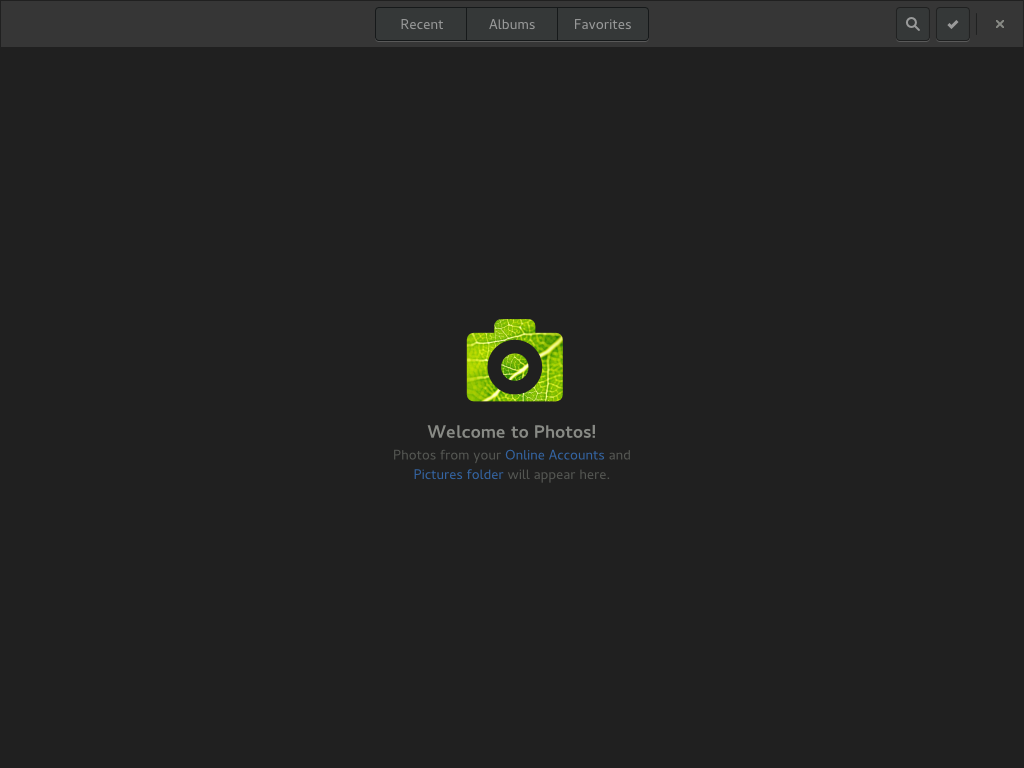 Recent Albums Favorites
Welcome to Photos!
Photos from your Online Accounts and
Pictures folder will appear here.